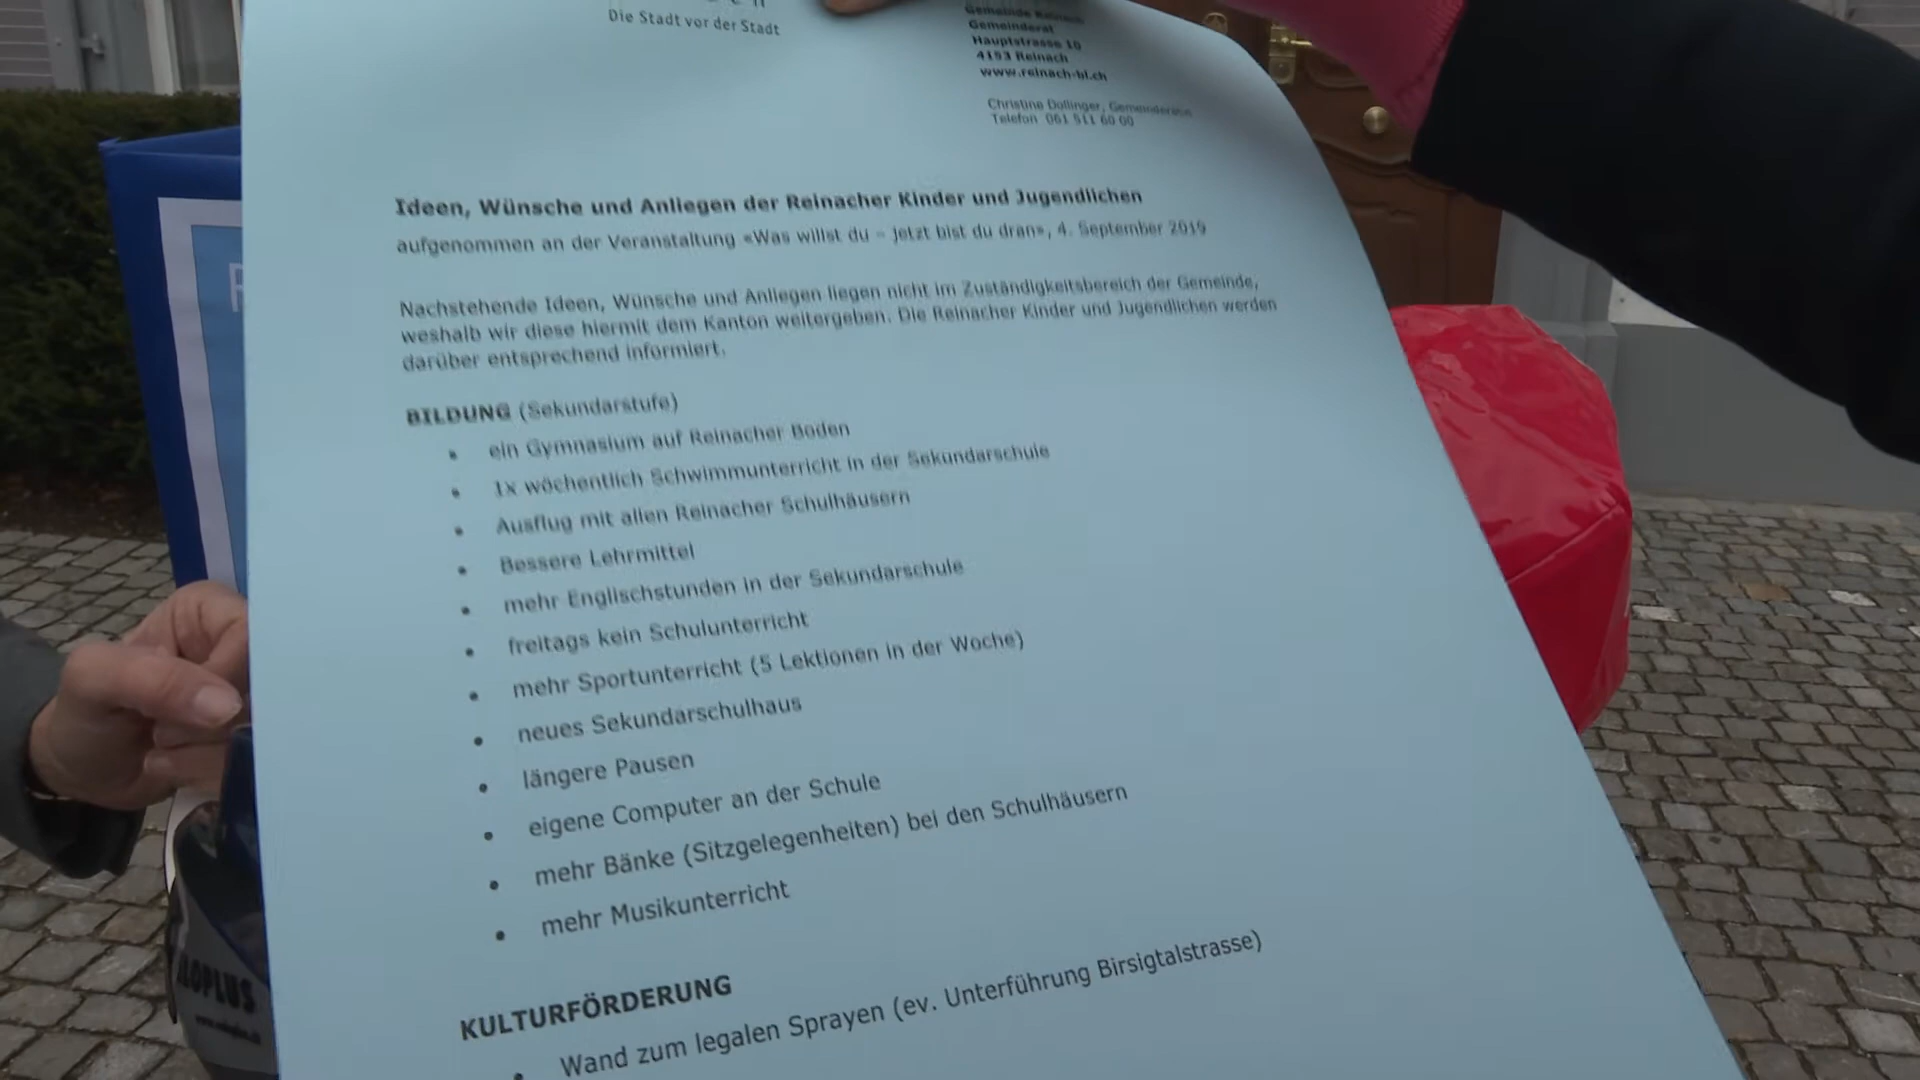 Die Stadt vor der Stadt
Gemeinde Reinach
Gemeinderat
Hauptstrasse 10
4153 Reinach
www.reinach-bl.ch
Christine Dollinger, Gemeinderätin
Telefon 061 511 60 00
Ideen, Wünsche und Anliegen der Reinacher Kinder und Jugendlichen
aufgenommen an der Veranstaltung «Was willst du – jetzt bist du dran», 4. September 2019
Nachstehende Ideen, Wünsche und Anliegen liegen nicht im Zuständigkeitsbereich der Gemeinde,
weshalb wir diese hiermit dem Kanton weitergeben. Die Reinacher Kinder und Jugendlichen werden
darüber entsprechend informiert.
BILDUNG (Sekundarstufe)
• ein Gymnasium auf Reinacher Boden
• 1x wöchentlich Schwimmunterricht in der Sekundarschule
• Ausflug mit allen Reinacher Schulhäusern
• Bessere Lehrmittel
• mehr Englischstunden in der Sekundarschule
• freitags kein Schulunterricht
• mehr Sportunterricht (5 Lektionen in der Woche)
• neues Sekundarschulhaus
• längere Pausen
• eigene Computer an der Schule
• mehr Bänke (Sitzgelegenheiten) bei den Schulhäusern
• mehr Musikunterricht
KULTURFÖRDERUNG
• Wand zum legalen Sprayen (ev. Unterführung Birsigtalstrasse)